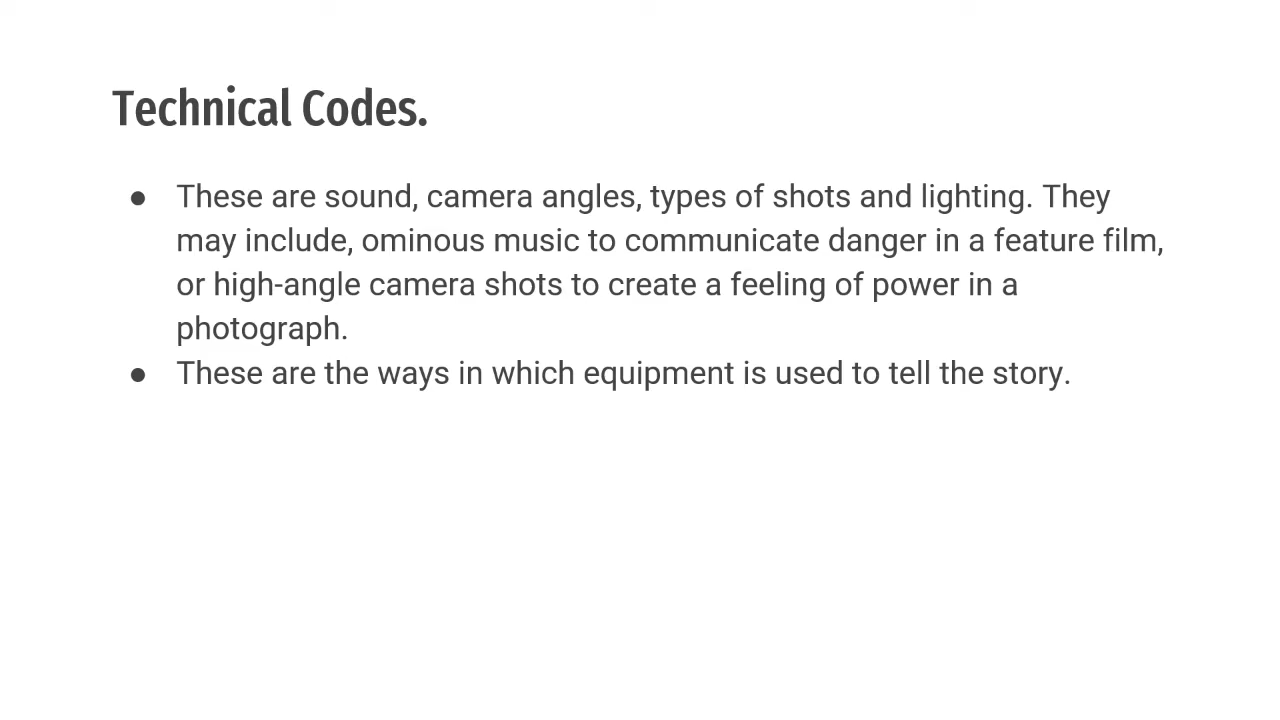 Technical Codes.
● These are sound, camera angles, types of shots and lighting. They
may include, ominous music to communicate danger in a feature film,
or high-angle camera shots to create a feeling of power in a
photograph.
● These are the ways in which equipment is used to tell the story.